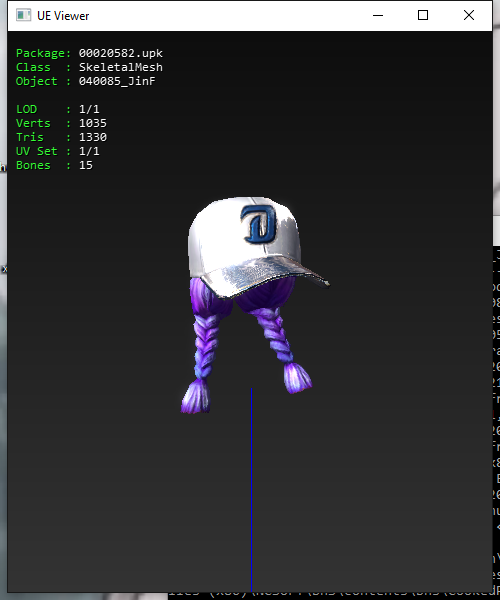 UE Viewer
Package: 00020582.upk
Class : SkeletalMesh
Object : 040085_JinF
LOD : 1/1
Verts : 1035
Tris : 1330
UV Set : 1/1
Bones : 15
D